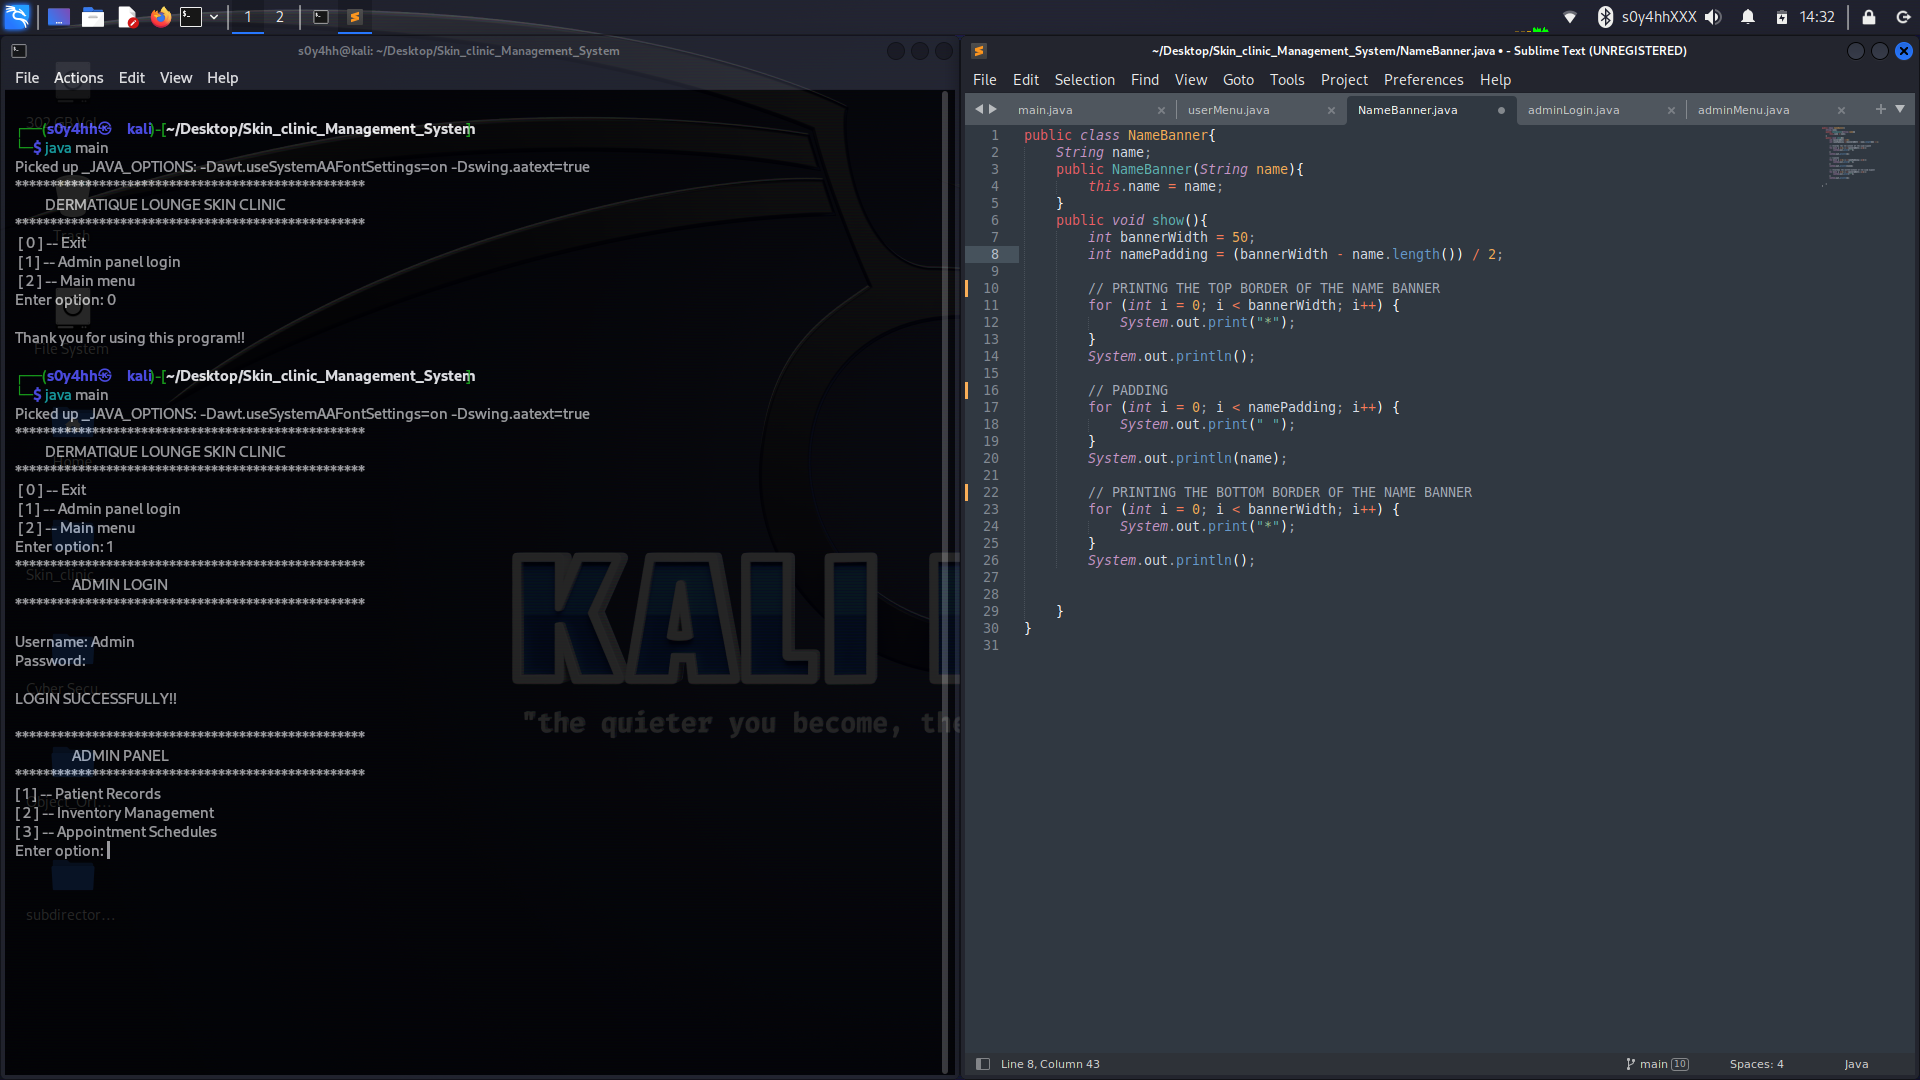 1
2
s0y4hhXXX
14:32
s0y4hh@kali: ~/Desktop/Skin_clinic_Management_System
File Actions Edit View Help
┌──(s0y4hh㉿kali)-[~/Desktop/Skin_clinic_Management_System]
└─$ java main
Picked up _JAVA_OPTIONS: -Dawt.useSystemAAFontSettings=on -Dswing.aatext=true
**************************************************
DERMATIQUE LOUNGE SKIN CLINIC
**************************************************
[ 0 ] -- Exit
[ 1 ] -- Admin panel login
[ 2 ] -- Main menu
Enter option: 0
Thank you for using this program!!
┌──(s0y4hh㉿kali)-[~/Desktop/Skin_clinic_Management_System]
└─$ java main
Picked up _JAVA_OPTIONS: -Dawt.useSystemAAFontSettings=on -Dswing.aatext=true
**************************************************
DERMATIQUE LOUNGE SKIN CLINIC
**************************************************
[ 0 ] -- Exit
[ 1 ] -- Admin panel login
[ 2 ] -- Main menu
Enter option: 1
**************************************************
ADMIN LOGIN
**************************************************
Username: Admin
Password:
LOGIN SUCCESSFULLY!!
**************************************************
ADMIN PANEL
**************************************************
[ 1 ] -- Patient Records
[ 2 ] -- Inventory Management
[ 3 ] -- Appointment Schedules
Enter option:
Trash
File System
Home
Skin_clinic
Cyber Secu
Object_Ori...
subdirector...
KALI
"the quieter you become, the
~/Desktop/Skin_clinic_Management_System/NameBanner.java • - Sublime Text (UNREGISTERED)
File Edit Selection Find View Goto Tools Project Preferences Help
main.java userMenu.java NameBanner.java adminLogin.java adminMenu.java
1 public class NameBanner{
2 String name;
3 public NameBanner(String name){
4 this.name = name;
5 }
6 public void show(){
7 int bannerWidth = 50;
8 int namePadding = (bannerWidth - name.length()) / 2;
9
10 // PRINTNG THE TOP BORDER OF THE NAME BANNER
11 for (int i = 0; i < bannerWidth; i++) {
12 System.out.print("*");
13 }
14 System.out.println();
15
16 // PADDING
17 for (int i = 0; i < namePadding; i++) {
18 System.out.print(" ");
19 }
20 System.out.println(name);
21
22 // PRINTING THE BOTTOM BORDER OF THE NAME BANNER
23 for (int i = 0; i < bannerWidth; i++) {
24 System.out.print("*");
25 }
26 System.out.println();
27
28
29 }
30 }
31
Line 8, Column 43
main 10
Spaces: 4
Java